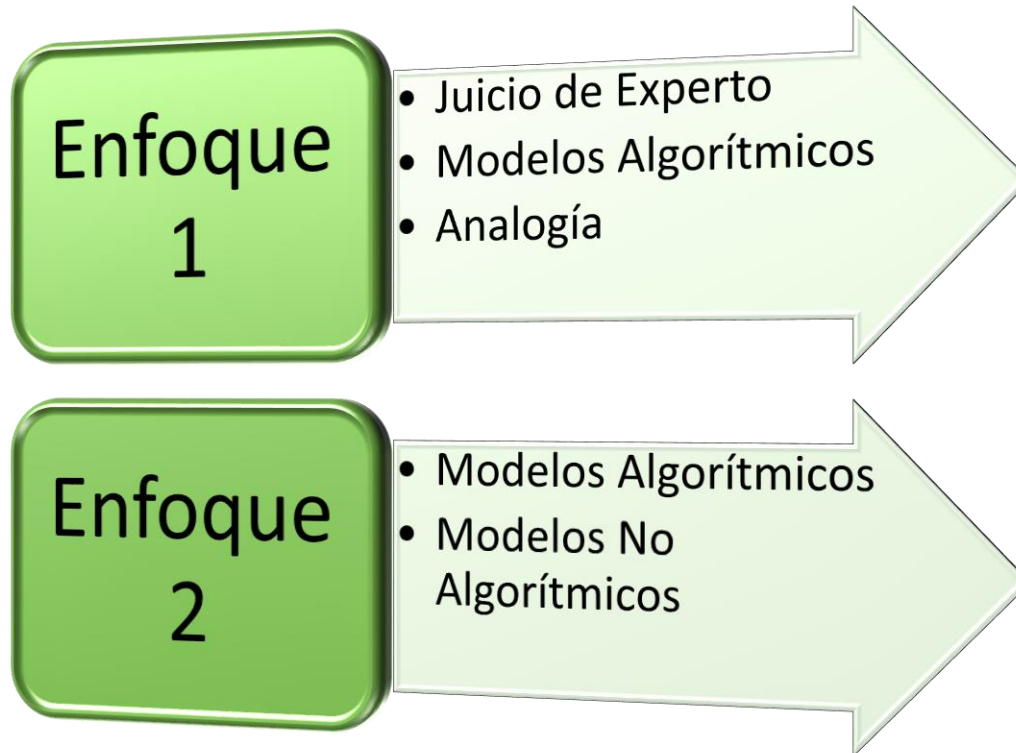 Enfoque
1
• Juicio de Experto
• Modelos Algorítmicos
• Analogía
Enfoque
2
• Modelos Algorítmicos
• Modelos No
Algorítmicos